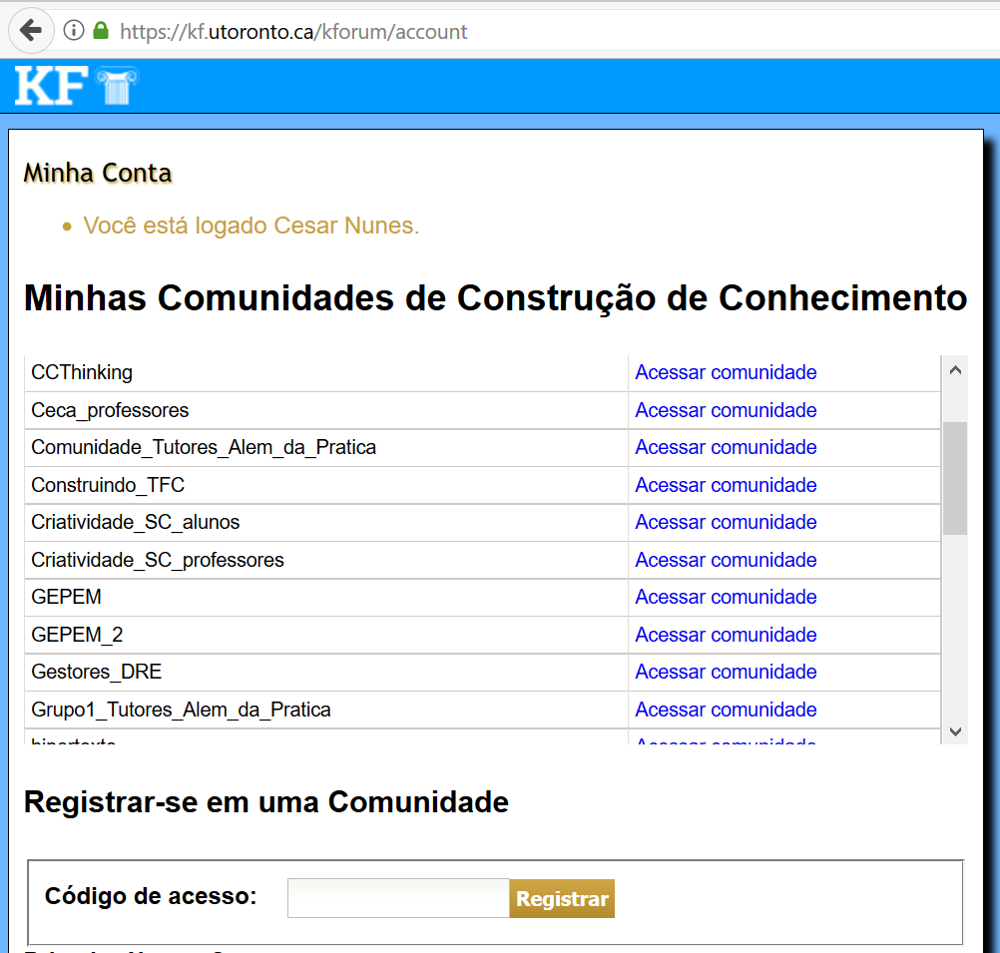 https://kf.utoronto.ca/kforum/account
KF
Minha Conta
Você está logado Cesar Nunes.
Minhas Comunidades de Construção de Conhecimento
CCThinking Acessar comunidade
Ceca_professores Acessar comunidade
Comunidade_Tutores_Alem_da_Pratica Acessar comunidade
Construindo_TFC Acessar comunidade
Criatividade_SC_alunos Acessar comunidade
Criatividade_SC_professores Acessar comunidade
GEPEM Acessar comunidade
GEPEM_2 Acessar comunidade
Gestores_DRE Acessar comunidade
Grupo1_Tutores_Alem_da_Pratica Acessar comunidade
hipertexto Acessar comunidade
Registrar-se em uma Comunidade
Código de acesso: Registrar